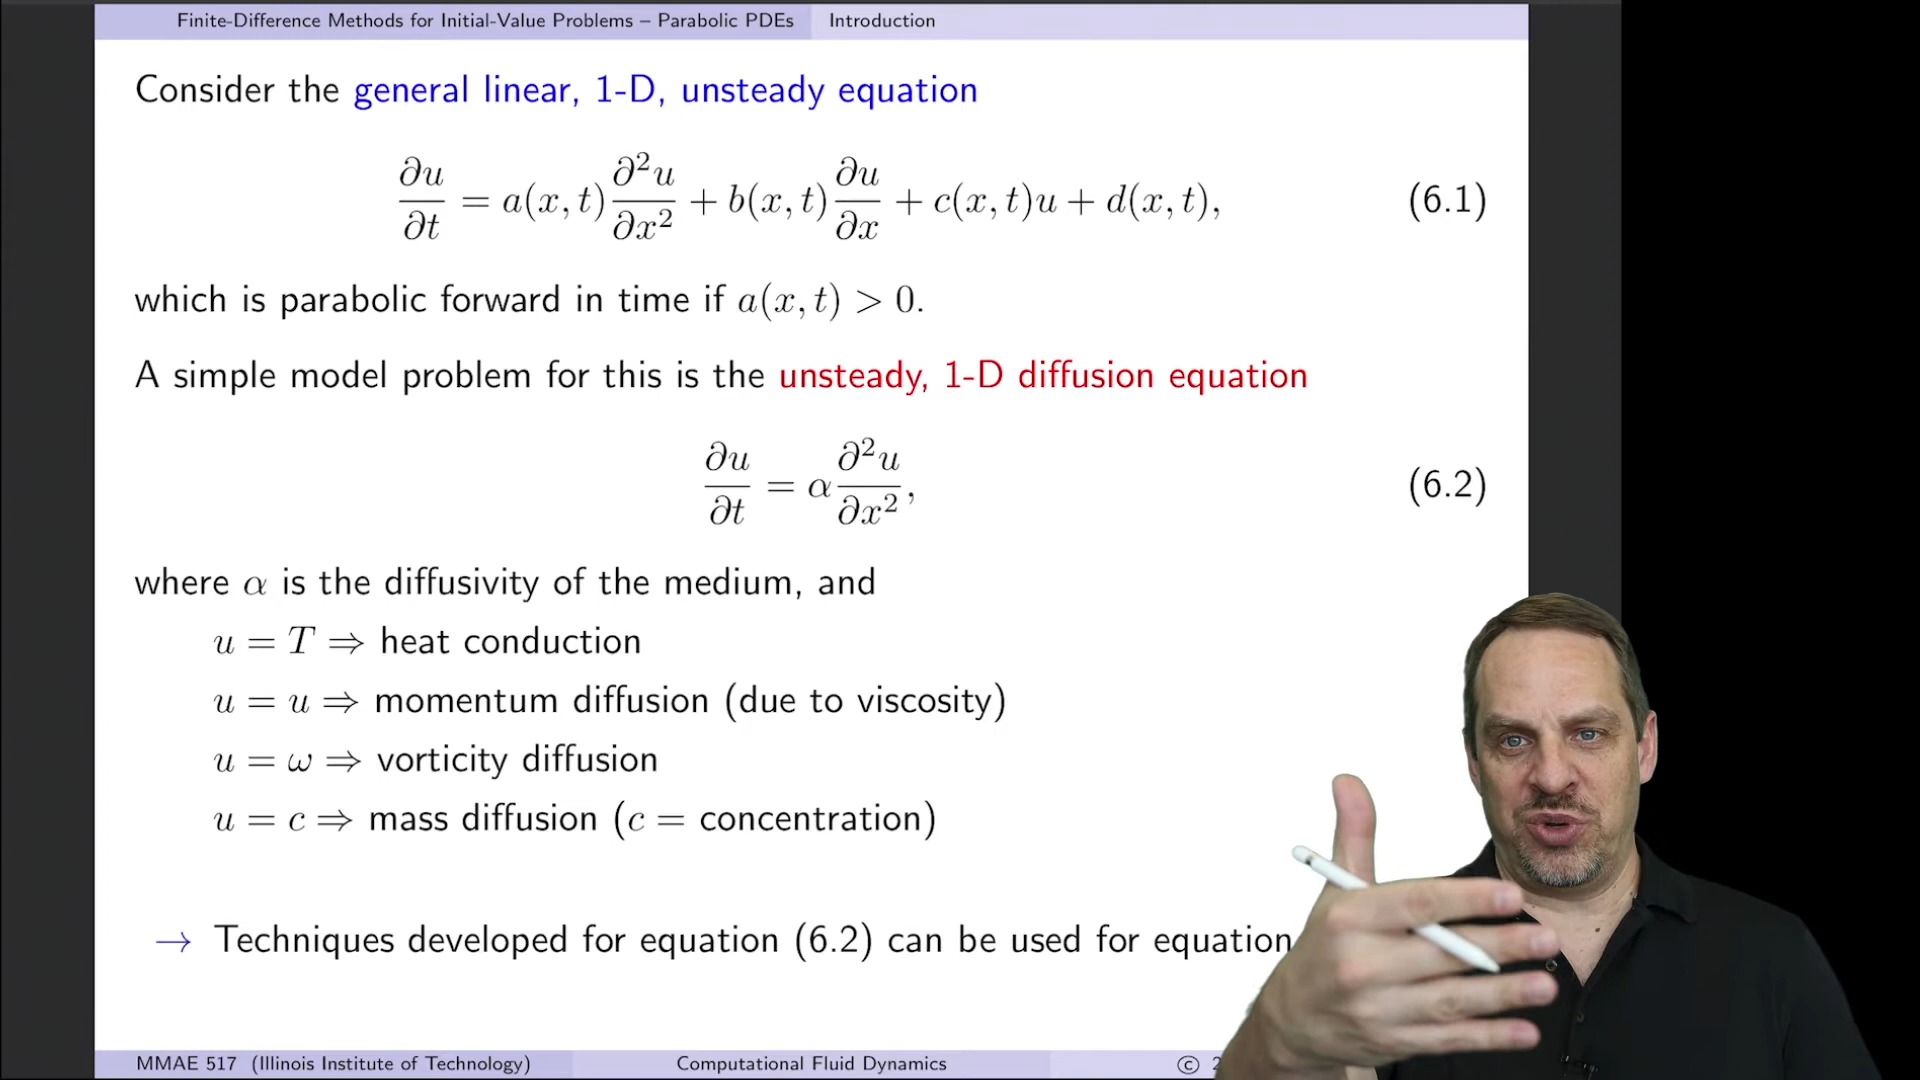 Finite-Difference Methods for Initial-Value Problems – Parabolic PDEs Introduction
Consider the general linear, 1-D, unsteady equation
∂u/∂t = a(x, t) ∂²u/∂x² + b(x, t) ∂u/∂x + c(x, t)u + d(x, t), (6.1)
which is parabolic forward in time if a(x, t) > 0.
A simple model problem for this is the unsteady, 1-D diffusion equation
∂u/∂t = α ∂²u/∂x², (6.2)
where α is the diffusivity of the medium, and
u = T ⇒ heat conduction
u = u ⇒ momentum diffusion (due to viscosity)
u = ω ⇒ vorticity diffusion
u = c ⇒ mass diffusion (c = concentration)
→ Techniques developed for equation (6.2) can be used for equation
MMAE 517 (Illinois Institute of Technology) Computational Fluid Dynamics ©